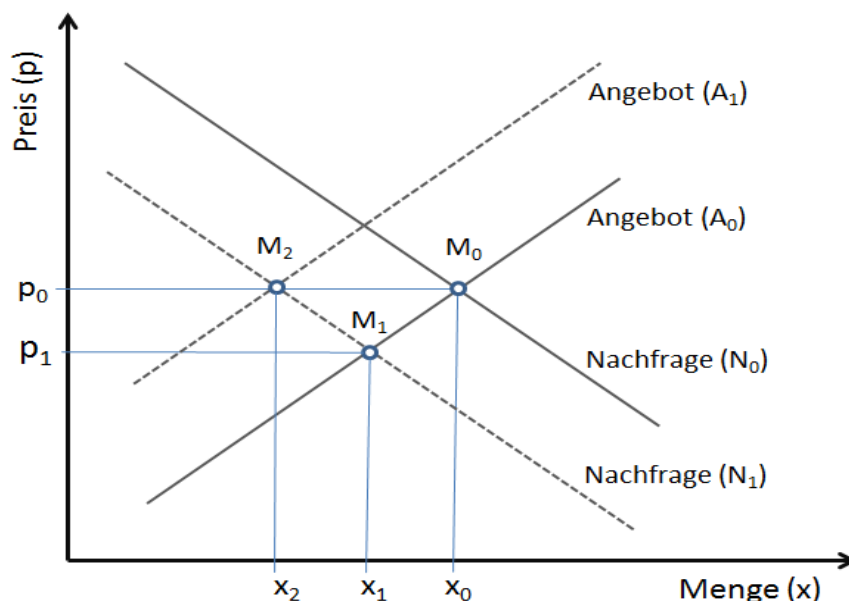 Preis (p)
Angebot (A₁)
Angebot (A₀)
M₂
M₀
p₀
M₁
p₁
Nachfrage (N₀)
Nachfrage (N₁)
x₂
x₁
x₀
Menge (x)